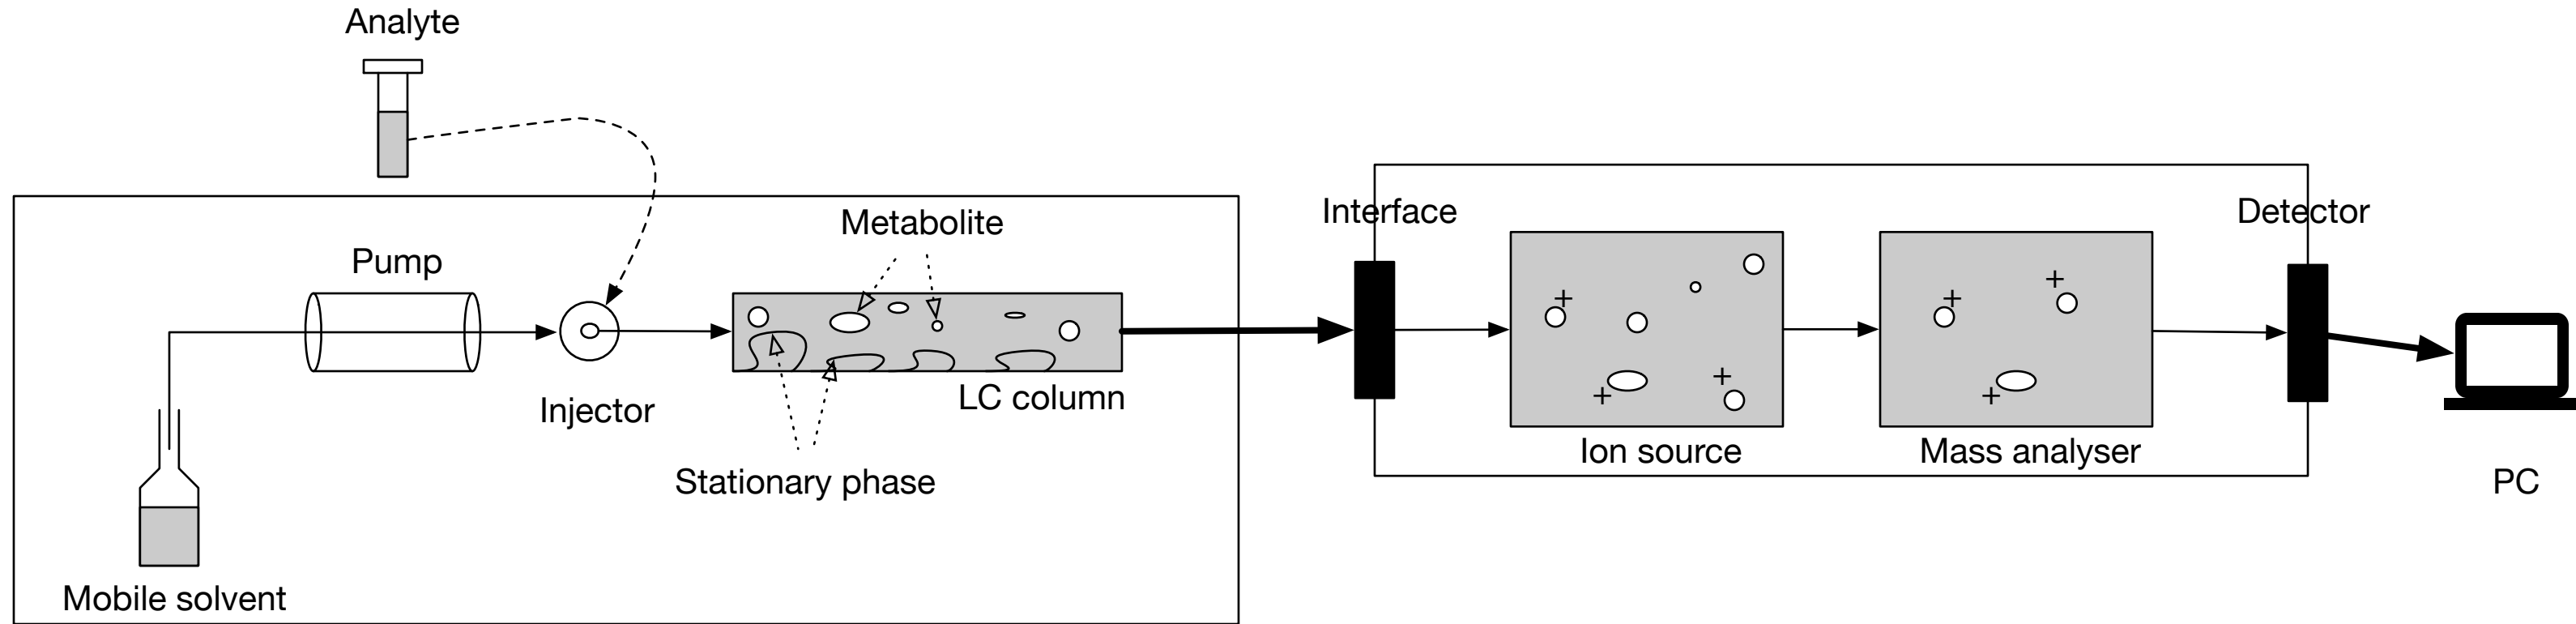 Analyte
Pump
Metabolite
Interface
Detector
Injector
LC column
Stationary phase
Ion source
Mass analyser
PC
Mobile solvent
+
+
+
+
+
+